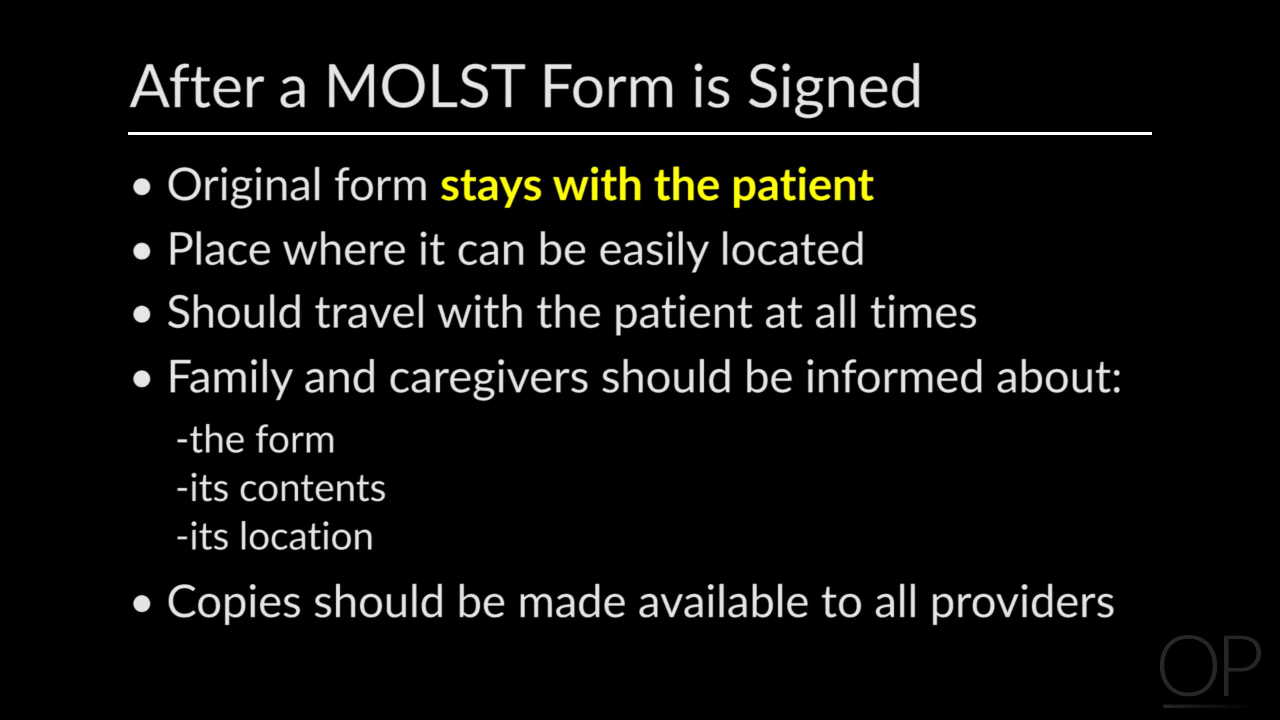 After a MOLST Form is Signed
• Original form stays with the patient
• Place where it can be easily located
• Should travel with the patient at all times
• Family and caregivers should be informed about:
-the form
-its contents
-its location
• Copies should be made available to all providers
OP